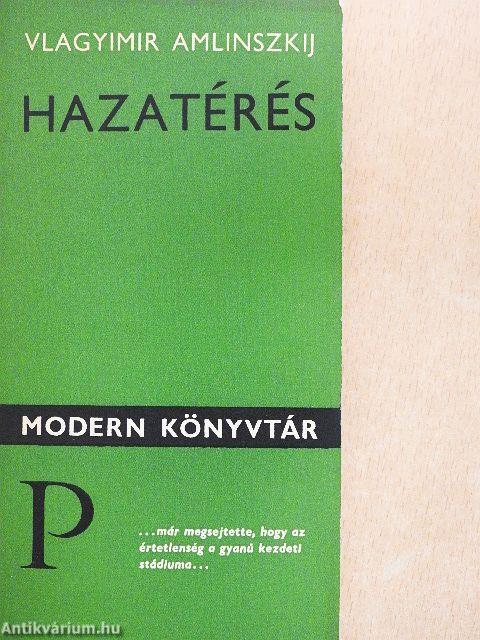 VLAGYIMIR AMLINSZKIJ
HAZATÉRÉS
MODERN KÖNYVTÁR
P
...már megsejtette, hogy az
értetlenség a gyanú kezdeti
stádiuma...
Antikvárium.hu